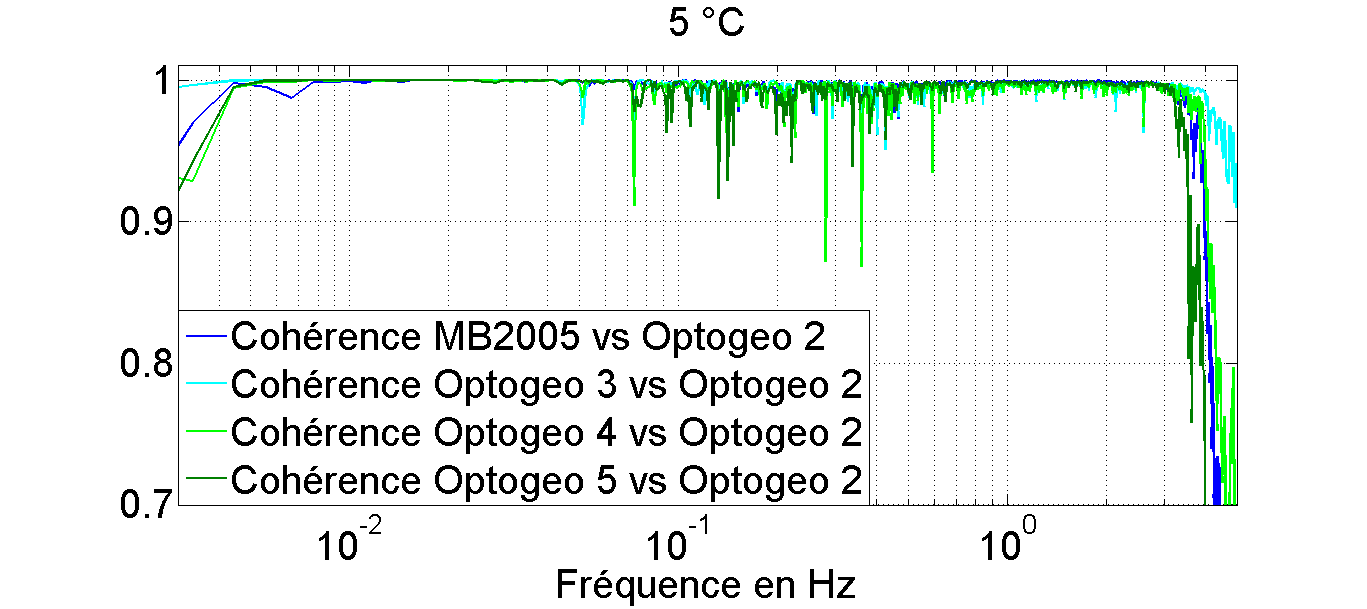 5 °C
1
0.9
0.8
0.7
Cohérence MB2005 vs Optogeo 2
Cohérence Optogeo 3 vs Optogeo 2
Cohérence Optogeo 4 vs Optogeo 2
Cohérence Optogeo 5 vs Optogeo 2
10⁻² 10⁻¹ 10⁰
Fréquence en Hz